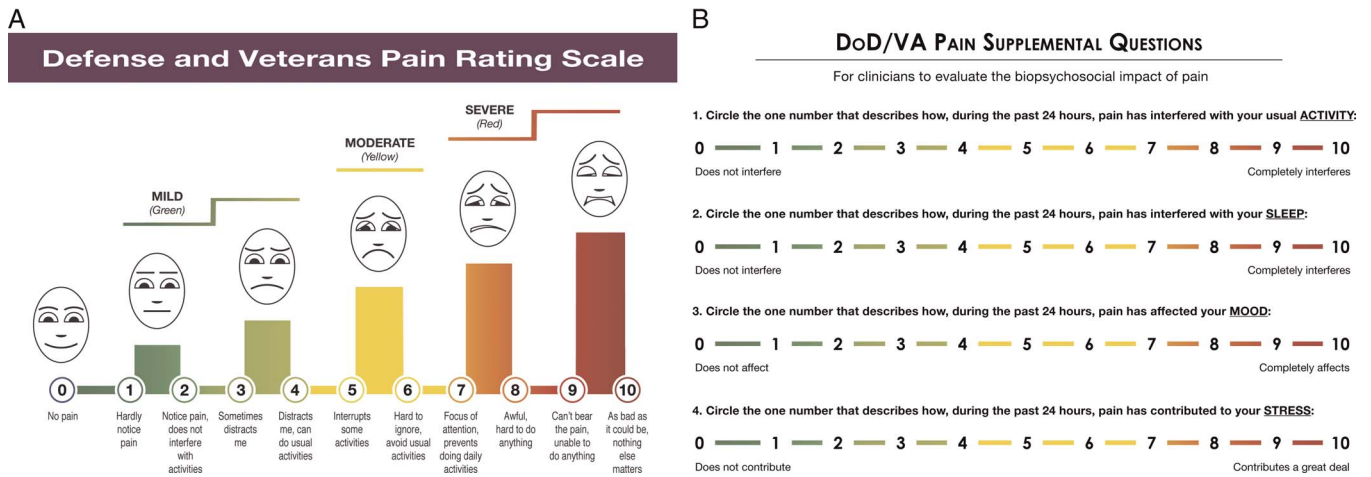 A
Defense and Veterans Pain Rating Scale
SEVERE
(Red)
MODERATE
(Yellow)
MILD
(Green)
0 1 2 3 4 5 6 7 8 9 10
No pain
Hardly
notice
pain
Notice pain,
does not
interfere
with
activities
Sometimes
distracts
me
Distracts
me, can
do usual
activities
Interrupts
some
activities
Hard to
ignore,
avoid usual
activities
Focus of
attention,
prevents
doing daily
activities
Awful,
hard to do
anything
Can't bear
the pain,
unable to
do anything
As bad as
it could be,
nothing
else
matters
B
DoD/VA Pain Supplemental Questions
For clinicians to evaluate the biopsychosocial impact of pain
1. Circle the one number that describes how, during the past 24 hours, pain has interfered with your usual ACTIVITY:
0 1 2 3 4 5 6 7 8 9 10
Does not interfere Completely interferes
2. Circle the one number that describes how, during the past 24 hours, pain has interfered with your SLEEP:
0 1 2 3 4 5 6 7 8 9 10
Does not interfere Completely interferes
3. Circle the one number that describes how, during the past 24 hours, pain has affected your MOOD:
0 1 2 3 4 5 6 7 8 9 10
Does not affect Completely affects
4. Circle the one number that describes how, during the past 24 hours, pain has contributed to your STRESS:
0 1 2 3 4 5 6 7 8 9 10
Does not contribute Contributes a great deal